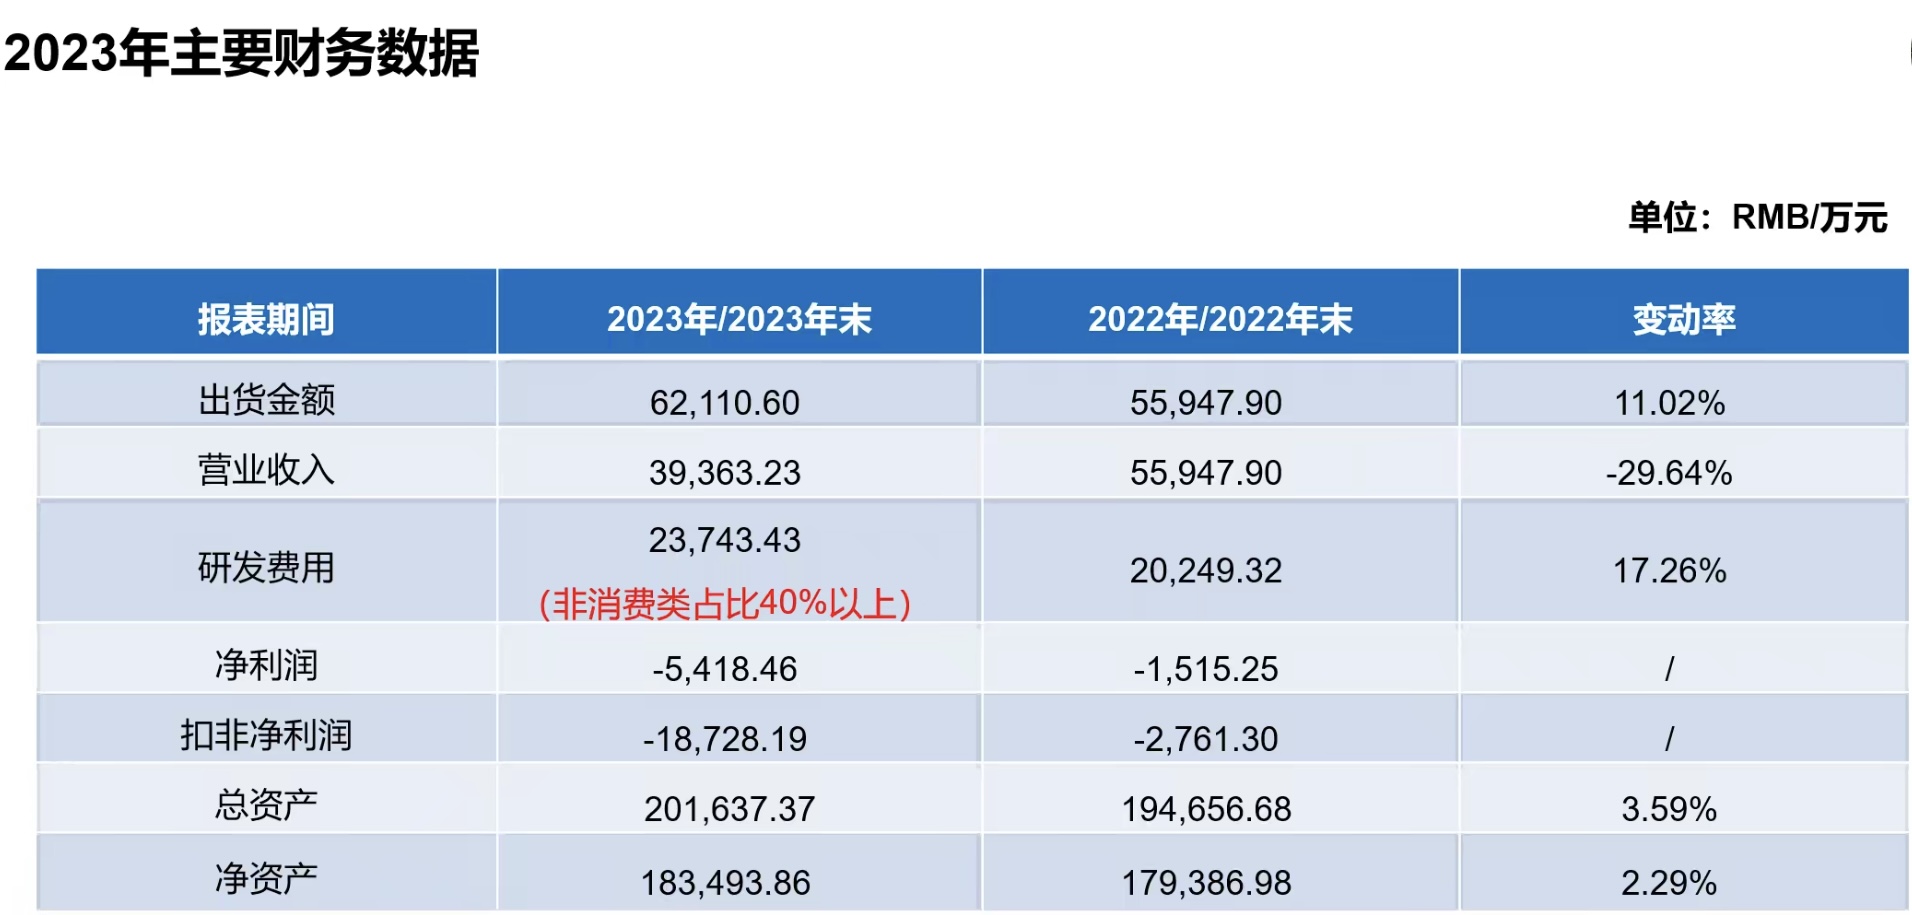 2023年主要财务数据
单位：RMB/万元
报表期间 2023年/2023年末 2022年/2022年末 变动率
出货金额 62,110.60 55,947.90 11.02%
营业收入 39,363.23 55,947.90 -29.64%
研发费用 23,743.43 20,249.32 17.26%
（非消费类占比40%以上）
净利润 -5,418.46 -1,515.25 /
扣非净利润 -18,728.19 -2,761.30 /
总资产 201,637.37 194,656.68 3.59%
净资产 183,493.86 179,386.98 2.29%